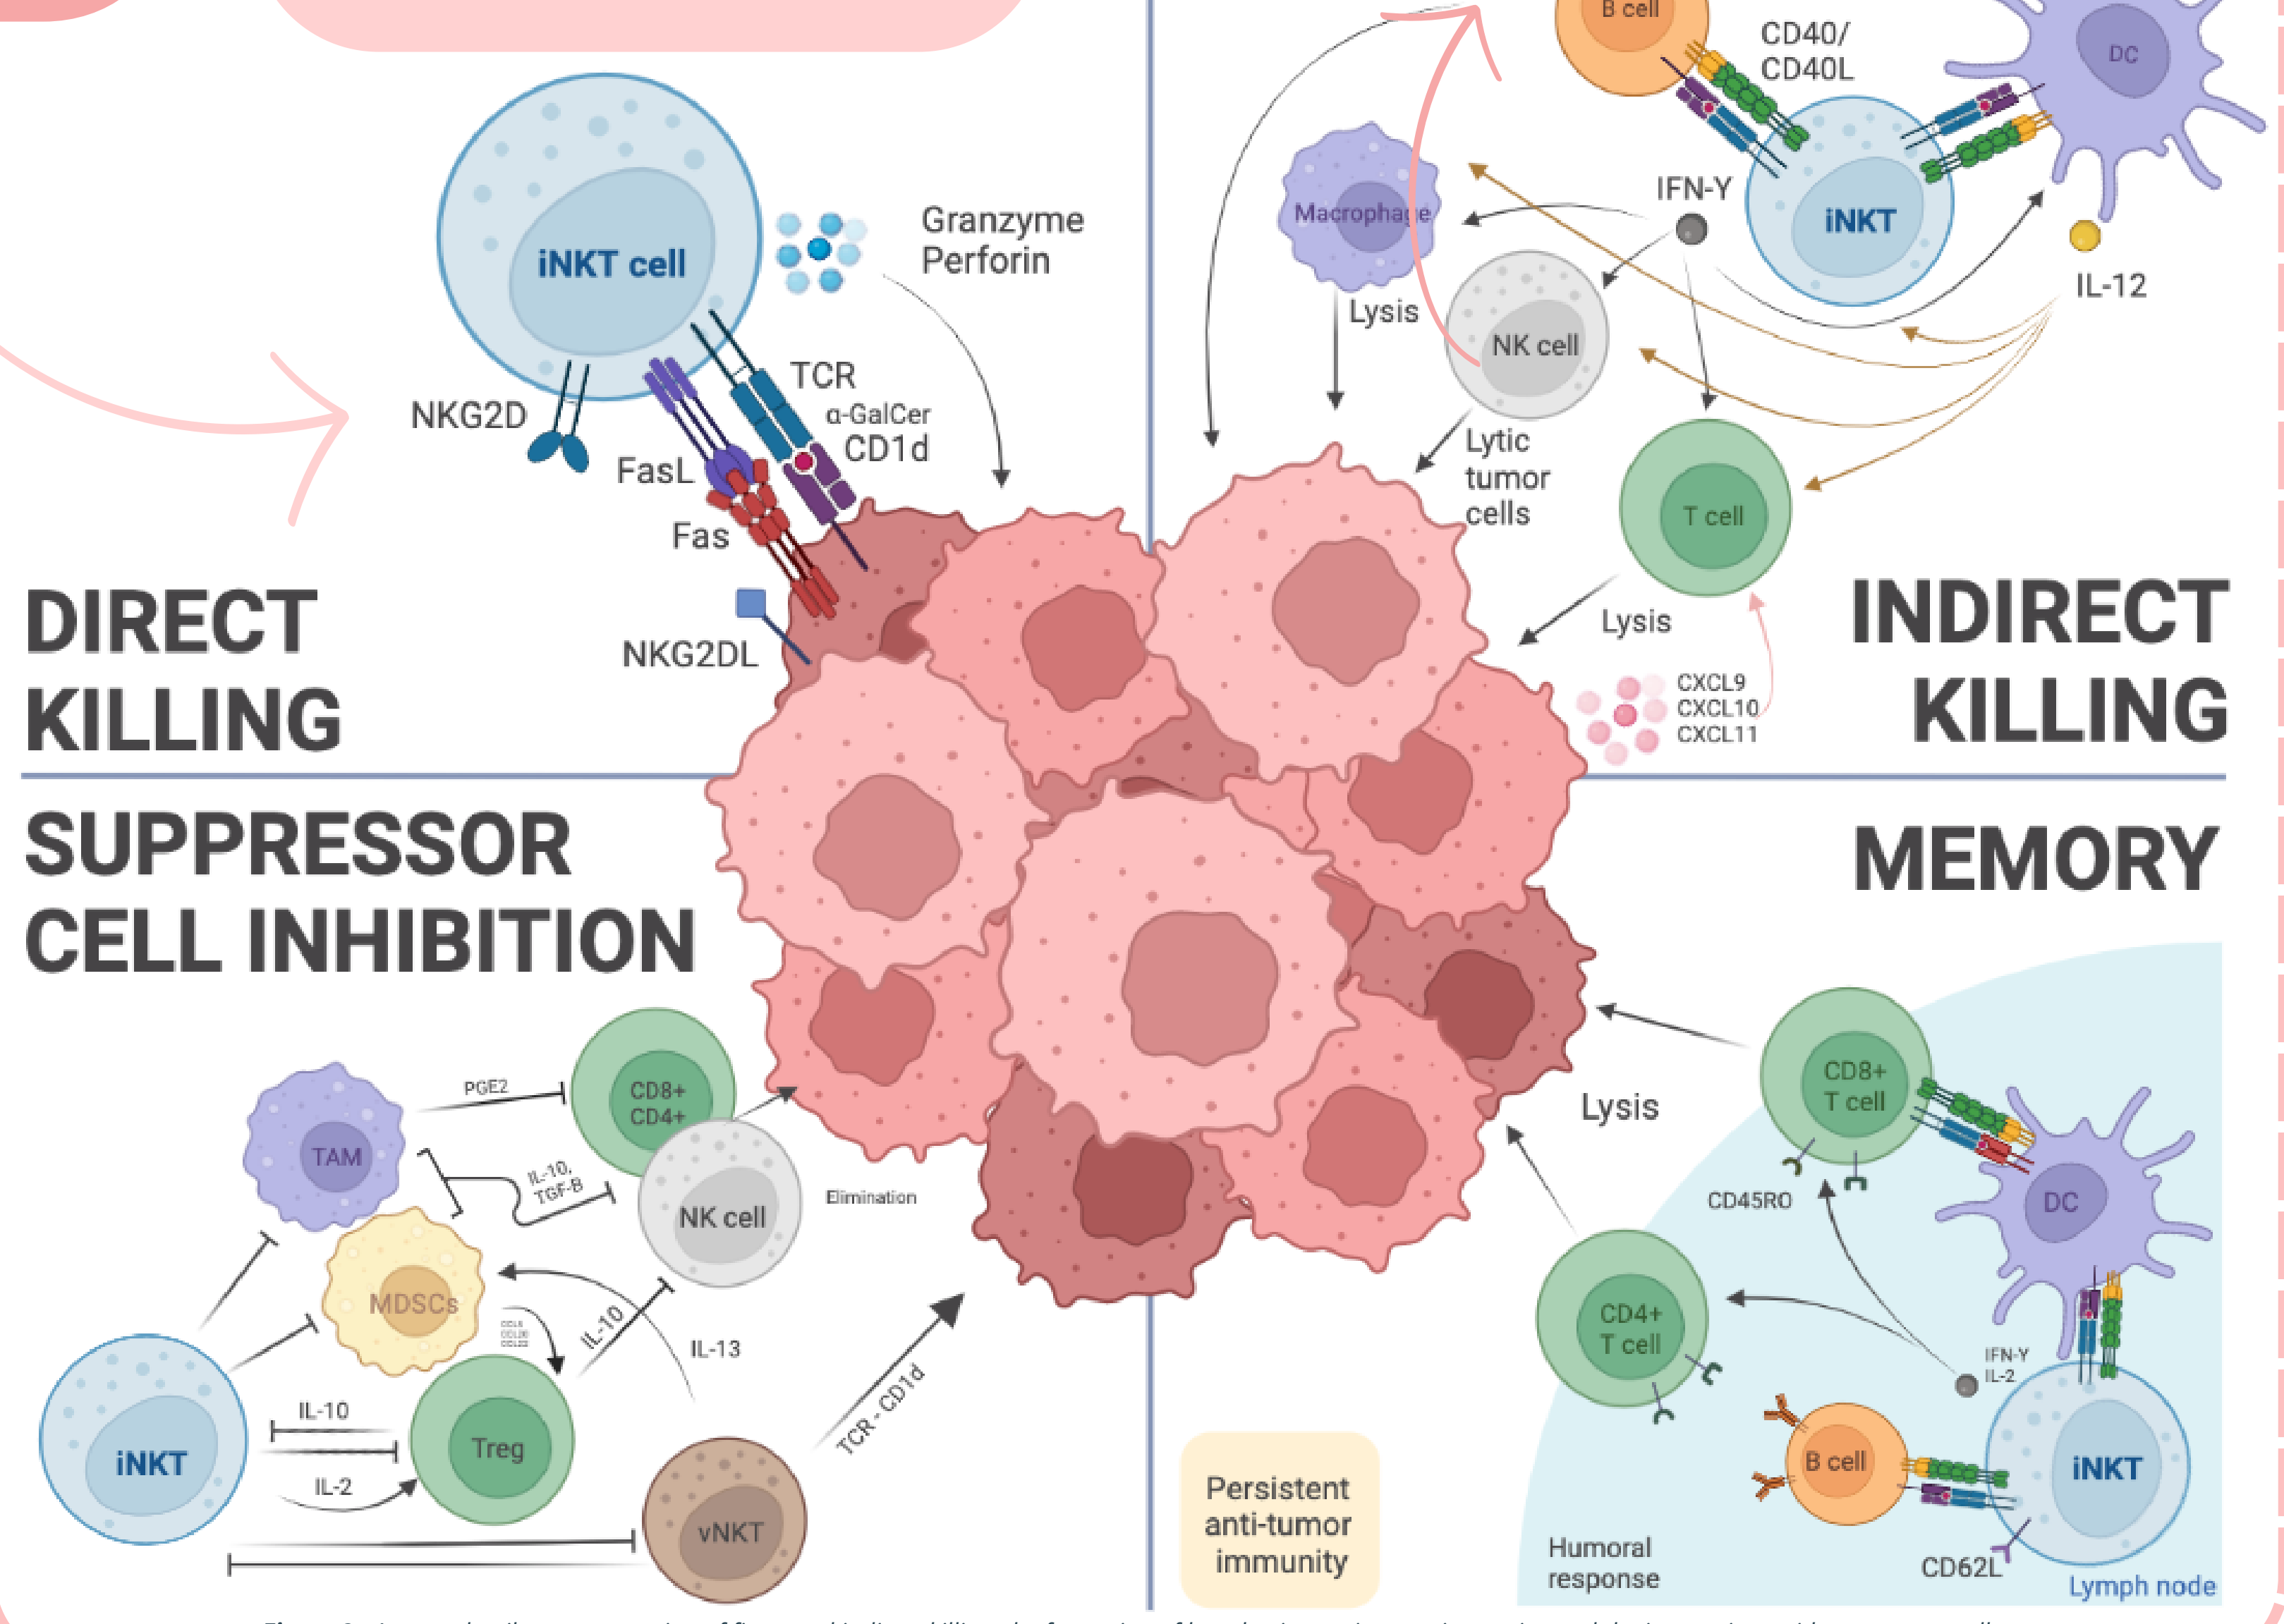 iNKT cell
Granzyme
Perforin
NKG2D
TCR
α-GalCer
CD1d
FasL
Fas
NKG2DL
DIRECT
KILLING
B cell
CD40/
CD40L
DC
Macrophage
IFN-Y
iNKT
IL-12
Lysis
NK cell
Lytic
tumor
cells
T cell
Lysis
CXCL9
CXCL10
CXCL11
INDIRECT
KILLING
SUPPRESSOR
CELL INHIBITION
TAM
PGE2
CD8+
CD4+
IL-10,
TGF-B
NK cell
Elimination
MDSCs
CCL5
CCL20
CCL22
IL-10
IL-13
iNKT
IL-10
IL-2
Treg
vNKT
TCR - CD1d
MEMORY
CD8+
T cell
Lysis
CD45RO
DC
CD4+
T cell
IFN-Y
IL-2
B cell
iNKT
CD62L
Persistent
anti-tumor
immunity
Humoral
response
Lymph node